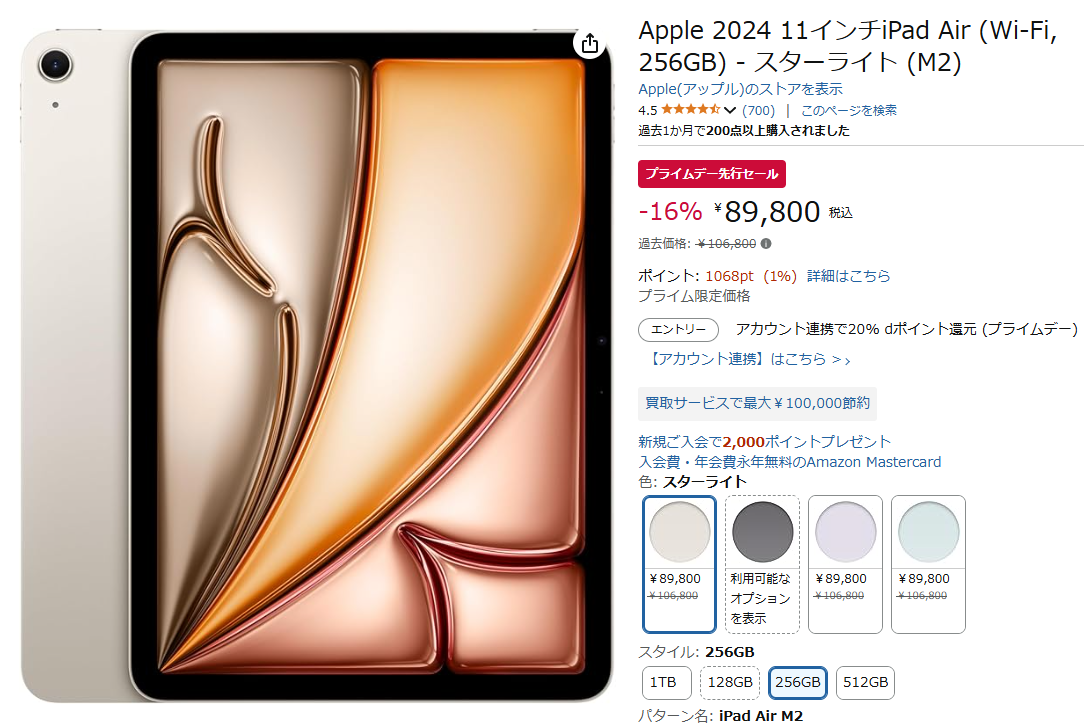 Apple 2024 11インチiPad Air (Wi-Fi,
256GB) - スターライト (M2)
Apple(アップル)のストアを表示
4.5 (700) | このページを検索
過去1か月で200点以上購入されました
プライムデー先行セール
-16% ¥89,800 税込
過去価格: ¥106,800
ポイント: 1068pt (1%) 詳細はこちら
プライム限定価格
エントリー アカウント連携で20% dポイント還元 (プライムデー)
【アカウント連携】はこちら > ›
買取サービスで最大¥100,000節約
新規ご入会で2,000ポイントプレゼント
入会費・年会費永年無料のAmazon Mastercard
色: スターライト
¥89,800 利用可能な ¥89,800 ¥89,800
¥106,800 オプション ¥106,800 ¥106,800
を表示
スタイル: 256GB
1TB 128GB 256GB 512GB
パターン名: iPad Air M2